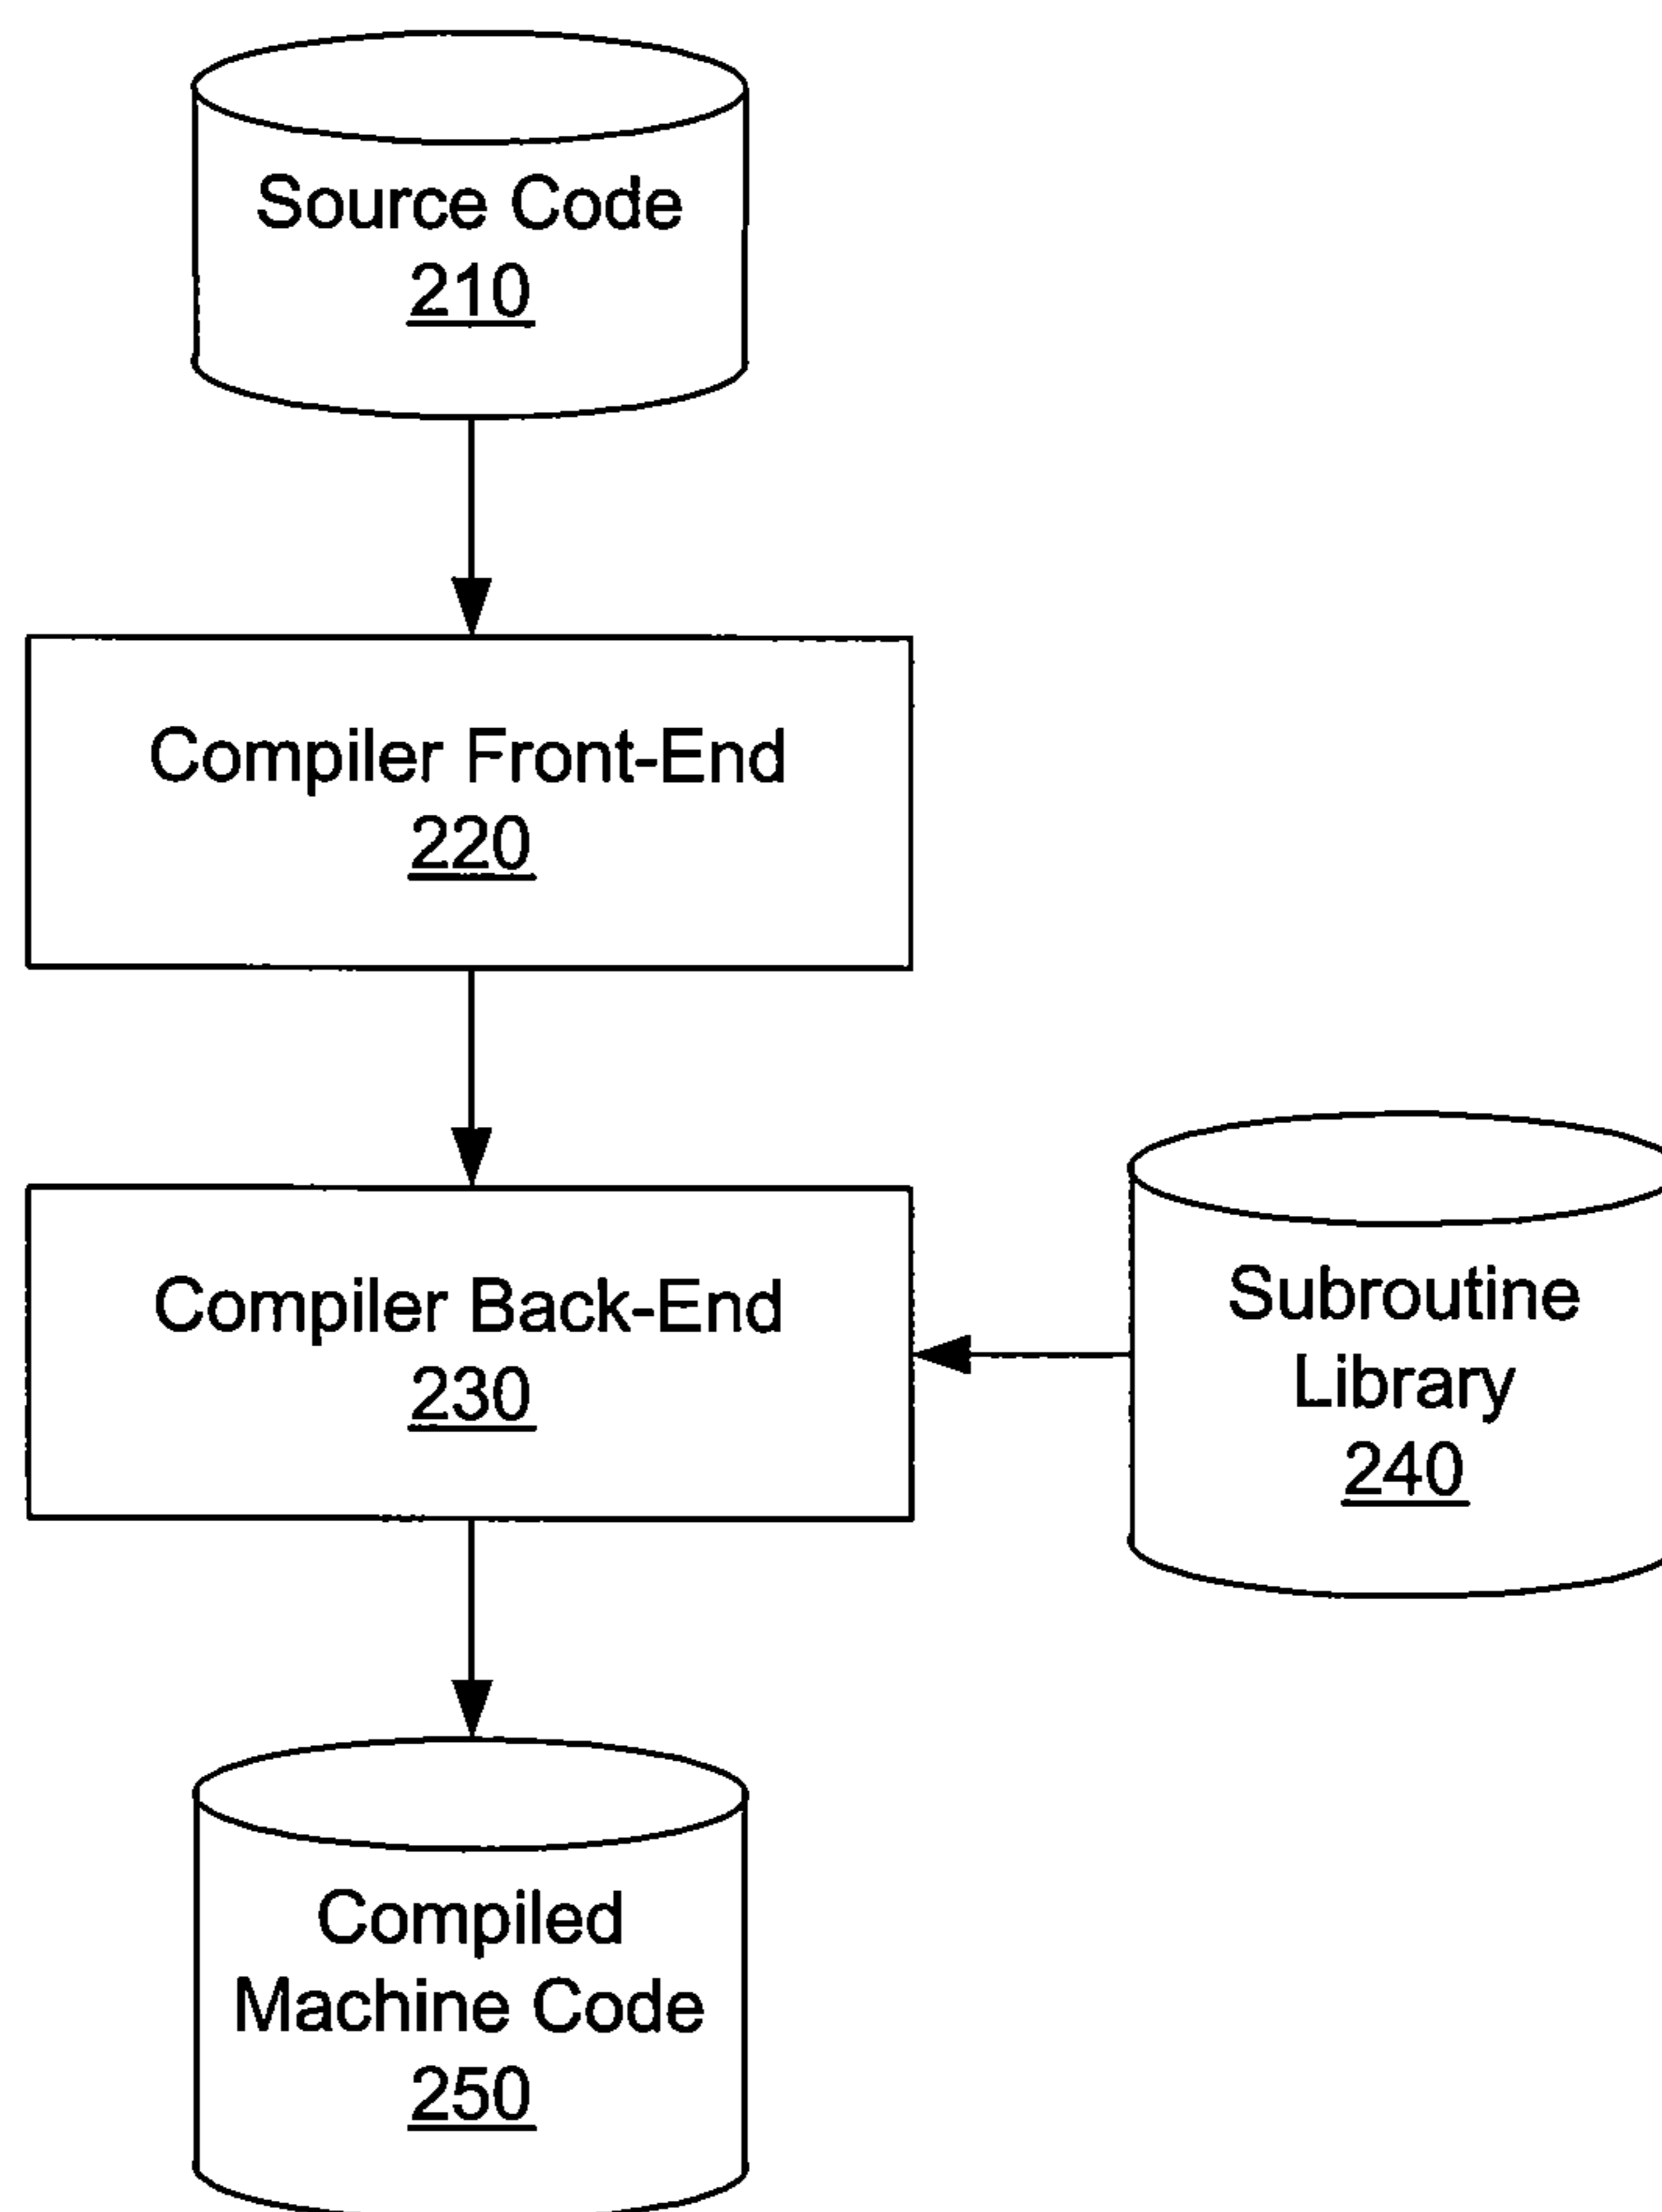 Source Code
210
Compiler Front-End
220
Compiler Back-End
230
Subroutine
Library
240
Compiled
Machine Code
250